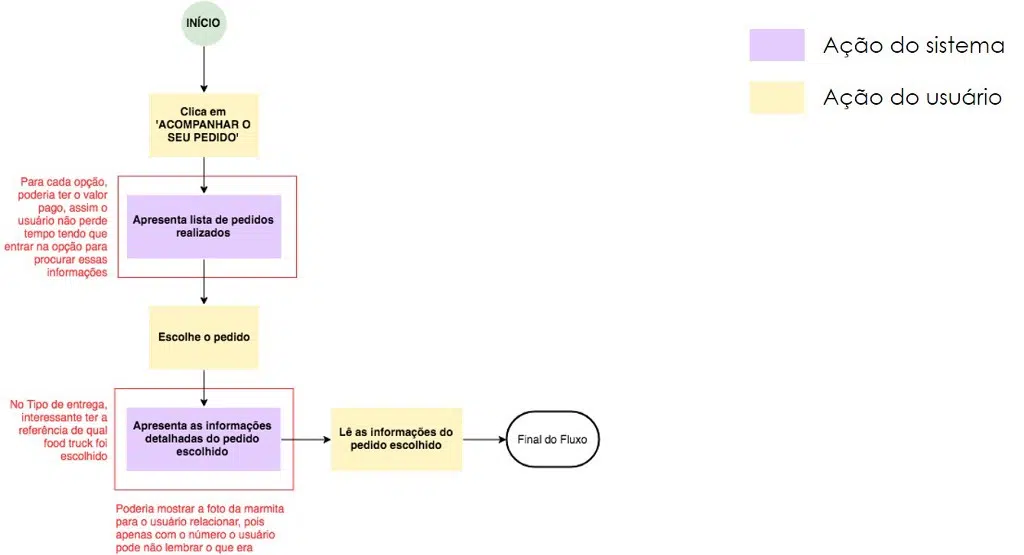 INÍCIO
Ação do sistema
Ação do usuário
Clica em
'ACOMPANHAR O
SEU PEDIDO'
Para cada opção,
poderia ter o valor
pago, assim o
usuário não perde
tempo tendo que
entrar na opção para
procurar essas
informações
Apresenta lista de pedidos
realizados
Escolhe o pedido
No Tipo de entrega,
interessante ter a
referência de qual
food truck foi
escolhido
Apresenta as informações
detalhadas do pedido
escolhido
Lê as informações do
pedido escolhido
Final do Fluxo
Poderia mostrar a foto da marmita
para o usuário relacionar, pois
apenas com o número o usuário
pode não lembrar o que era